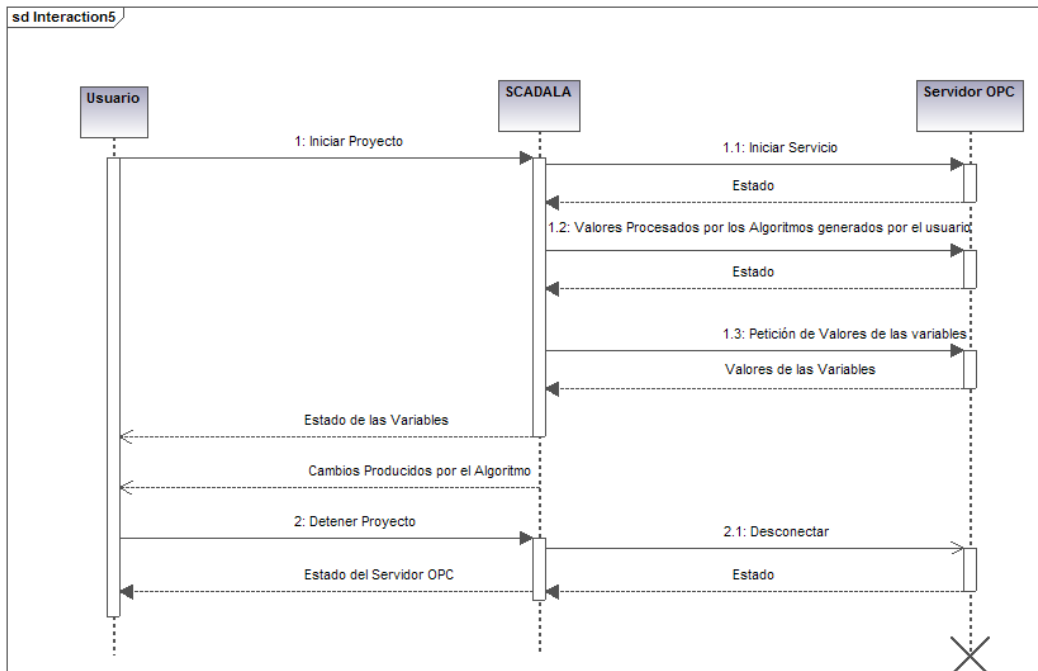 sd Interaction5
Usuario
SCADALA
Servidor OPC
1: Iniciar Proyecto
1.1: Iniciar Servicio
Estado
1.2: Valores Procesados por los Algoritmos generados por el usuario
Estado
1.3: Petición de Valores de las variables
Valores de las Variables
Estado de las Variables
Cambios Producidos por el Algoritmo
2: Detener Proyecto
2.1: Desconectar
Estado del Servidor OPC
Estado